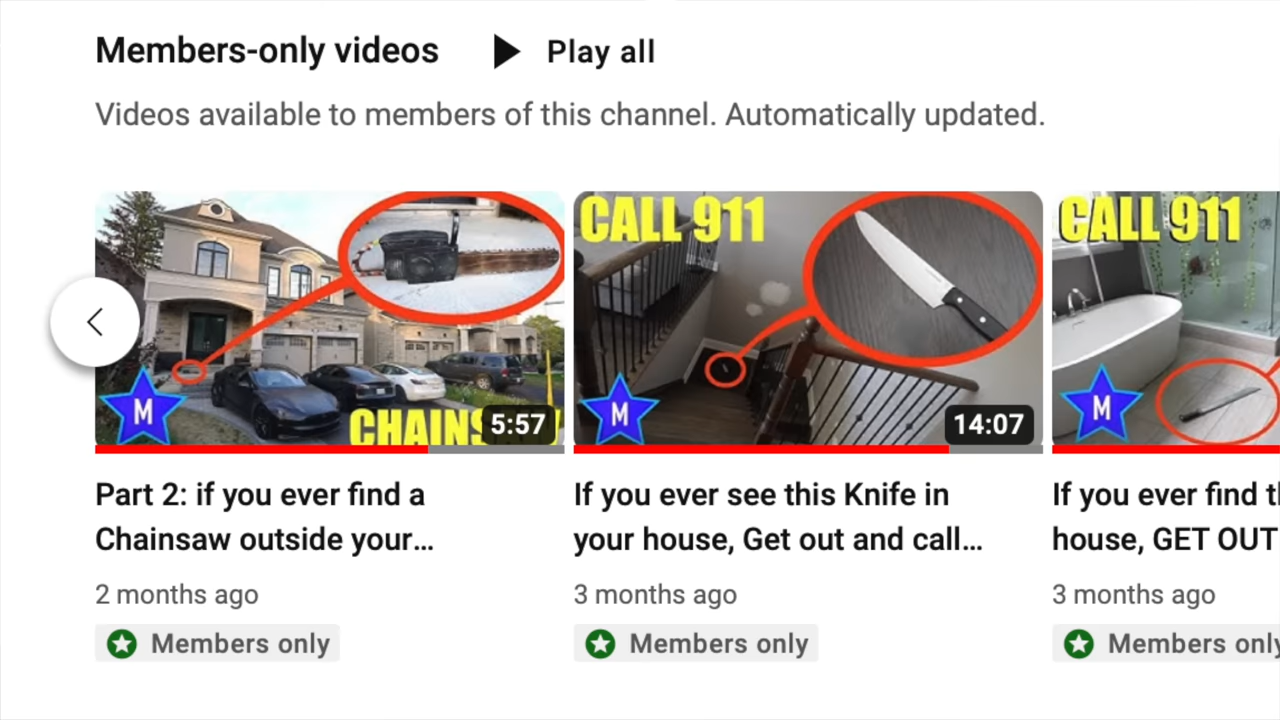 Members-only videos
Play all
Videos available to members of this channel. Automatically updated.
CHAINS
5:57
M
CALL 911
14:07
M
CALL 911
M
Part 2: if you ever find a
Chainsaw outside your...
2 months ago
Members only
If you ever see this Knife in
your house, Get out and call...
3 months ago
Members only
If you ever find t
house, GET OUT
3 months ago
Members only